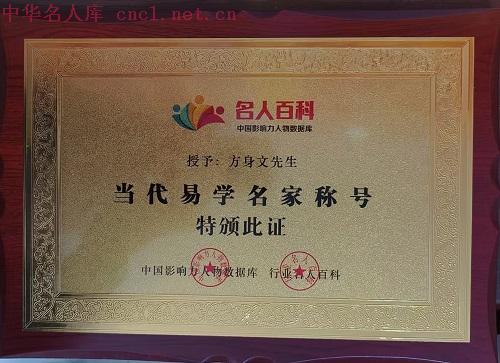 中华名人库 cncl.net.cn
名人百科
中国影响力人物数据库
授予：方身文先生
当代易学名家称号
特颁此证
中国影响力人物数据库 行业名人百科